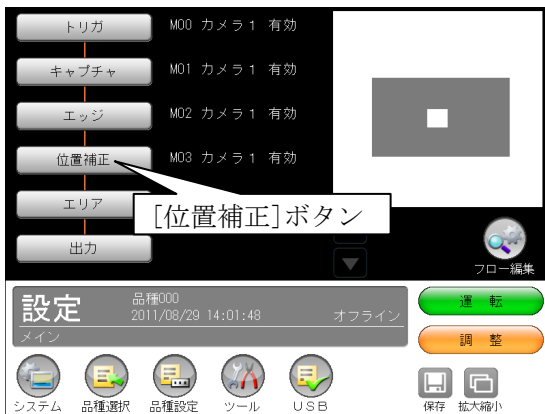 トリガ M00 カメラ1 有効
キャプチャ M01 カメラ1 有効
エッジ M02 カメラ1 有効
位置補正 M03 カメラ1 有効
[位置補正]ボタン
エリア
出力
フロー編集
設定 品種000
2011/08/29 14:01:48 オフライン
メイン
運 転
調 整
システム 品種選択 品種設定 ツール USB 保存 拡大縮小